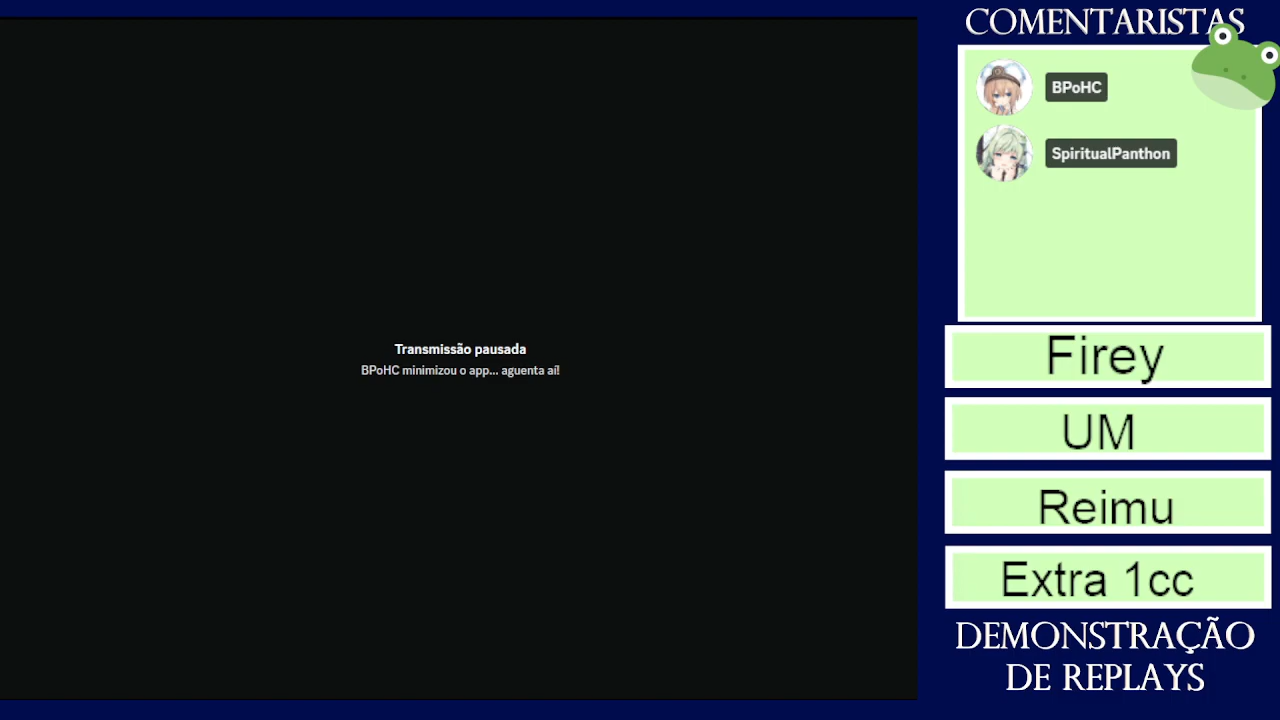 COMENTARISTAS
BPoHC
SpiritualPanthon
Transmissão pausada
BPoHC minimizou o app... aguenta aí!
Firey
UM
Reimu
Extra 1cc
DEMONSTRAÇÃO
DE REPLAYS